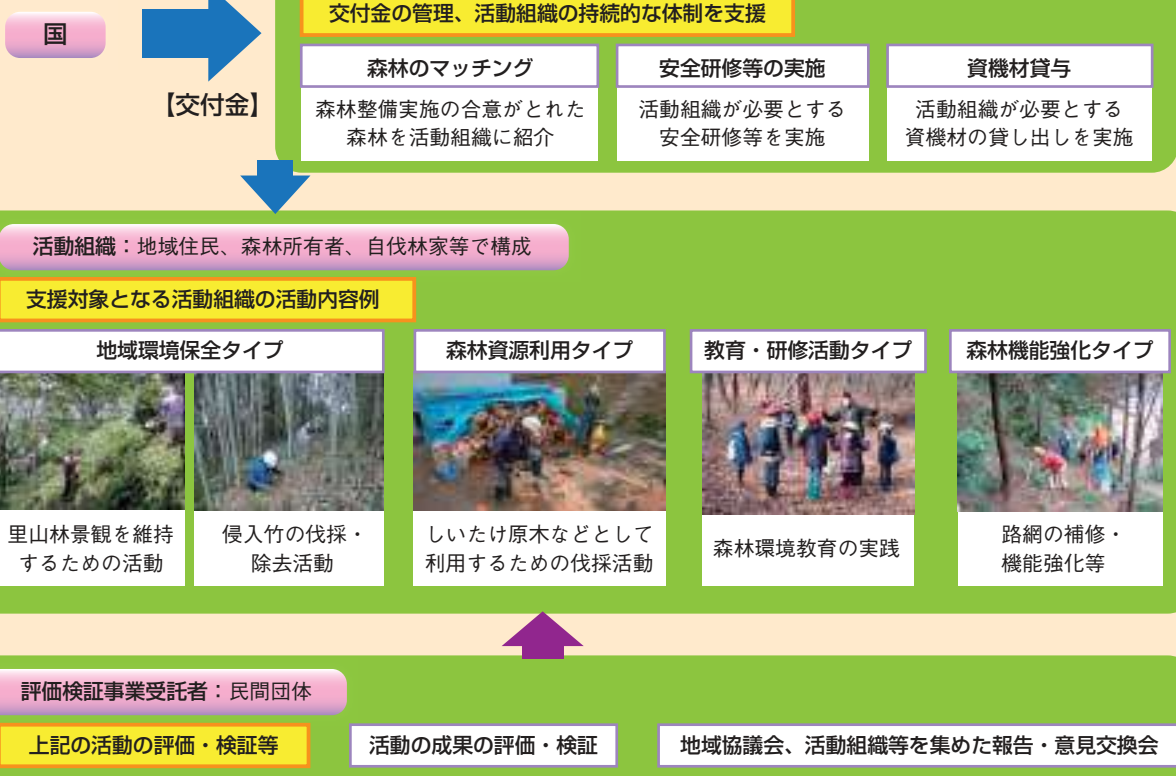 国
【交付金】
交付金の管理、活動組織の持続的な体制を支援
森林のマッチング
森林整備実施の合意がとれた
森林を活動組織に紹介
安全研修等の実施
活動組織が必要とする
安全研修等を実施
資機材貸与
活動組織が必要とする
資機材の貸し出しを実施
活動組織：地域住民、森林所有者、自伐林家等で構成
支援対象となる活動組織の活動内容例
地域環境保全タイプ
里山林景観を維持
するための活動
侵入竹の伐採・
除去活動
森林資源利用タイプ
しいたけ原木などとして
利用するための伐採活動
教育・研修活動タイプ
森林環境教育の実践
森林機能強化タイプ
路網の補修・
機能強化等
評価検証事業受託者：民間団体
上記の活動の評価・検証等
活動の成果の評価・検証
地域協議会、活動組織等を集めた報告・意見交換会